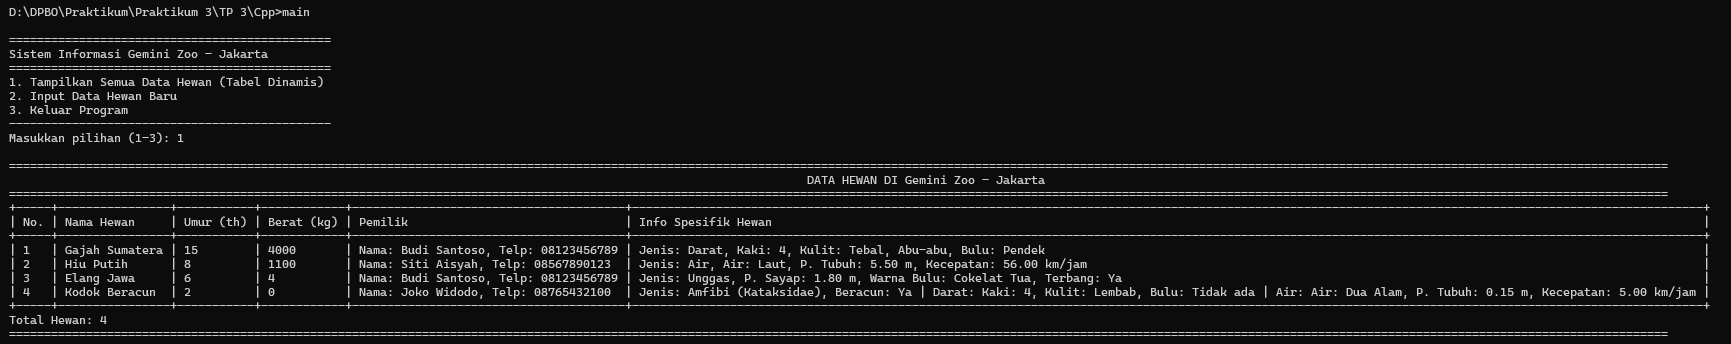 D:\DPBO\Praktikum\Praktikum 3\TP 3\Cpp>main
==============================================
Sistem Informasi Gemini Zoo - Jakarta
==============================================
1. Tampilkan Semua Data Hewan (Tabel Dinamis)
2. Input Data Hewan Baru
3. Keluar Program
----------------------------------------------
Masukkan pilihan (1-3): 1
DATA HEWAN DI Gemini Zoo - Jakarta
| No. | Nama Hewan | Umur (th) | Berat (kg) | Pemilik | Info Spesifik Hewan |
| 1 | Gajah Sumatera | 15 | 4000 | Nama: Budi Santoso, Telp: 08123456789 | Jenis: Darat, Kaki: 4, Kulit: Tebal, Abu-abu, Bulu: Pendek |
| 2 | Hiu Putih | 8 | 1100 | Nama: Siti Aisyah, Telp: 08567890123 | Jenis: Air, Air: Laut, P. Tubuh: 5.50 m, Kecepatan: 56.00 km/jam |
| 3 | Elang Jawa | 6 | 4 | Nama: Budi Santoso, Telp: 08123456789 | Jenis: Unggas, P. Sayap: 1.80 m, Warna Bulu: Cokelat Tua, Terbang: Ya |
| 4 | Kodok Beracun | 2 | 0 | Nama: Joko Widodo, Telp: 08765432100 | Jenis: Amfibi (Kataksidae), Beracun: Ya | Darat: Kaki: 4, Kulit: Lembab, Bulu: Tidak ada | Air: Air: Dua Alam, P. Tubuh: 0.15 m, Kecepatan: 5.00 km/jam |
Total Hewan: 4